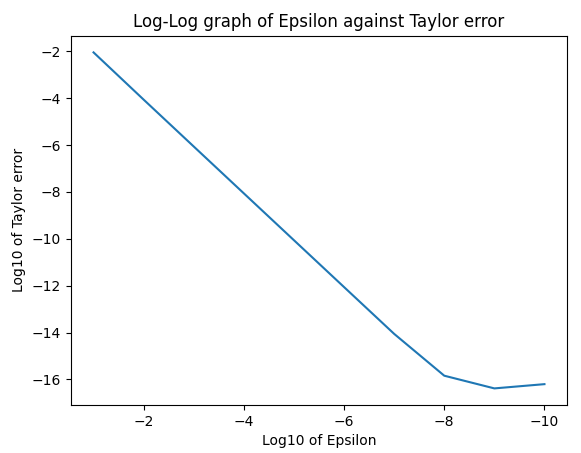 Log-Log graph of Epsilon against Taylor error
−2
−4
−6
−8
−10
−12
−14
−16
Log10 of Taylor error
−2 −4 −6 −8 −10
Log10 of Epsilon